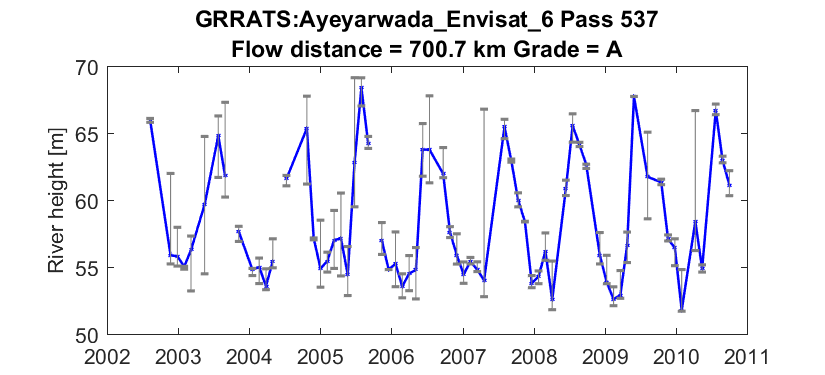 GRRATS:Ayeyarwada_Envisat_6 Pass 537
Flow distance = 700.7 km Grade = A
River height [m]
70
65
60
55
50
2002 2003 2004 2005 2006 2007 2008 2009 2010 2011